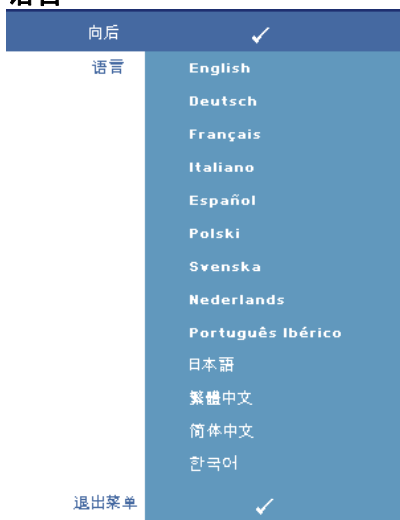 语言
向后 ✓
语言 English
Deutsch
Français
Italiano
Español
Polski
Svenska
Nederlands
Português Ibérico
日本語
繁體中文
简体中文
한국어
退出菜单 ✓